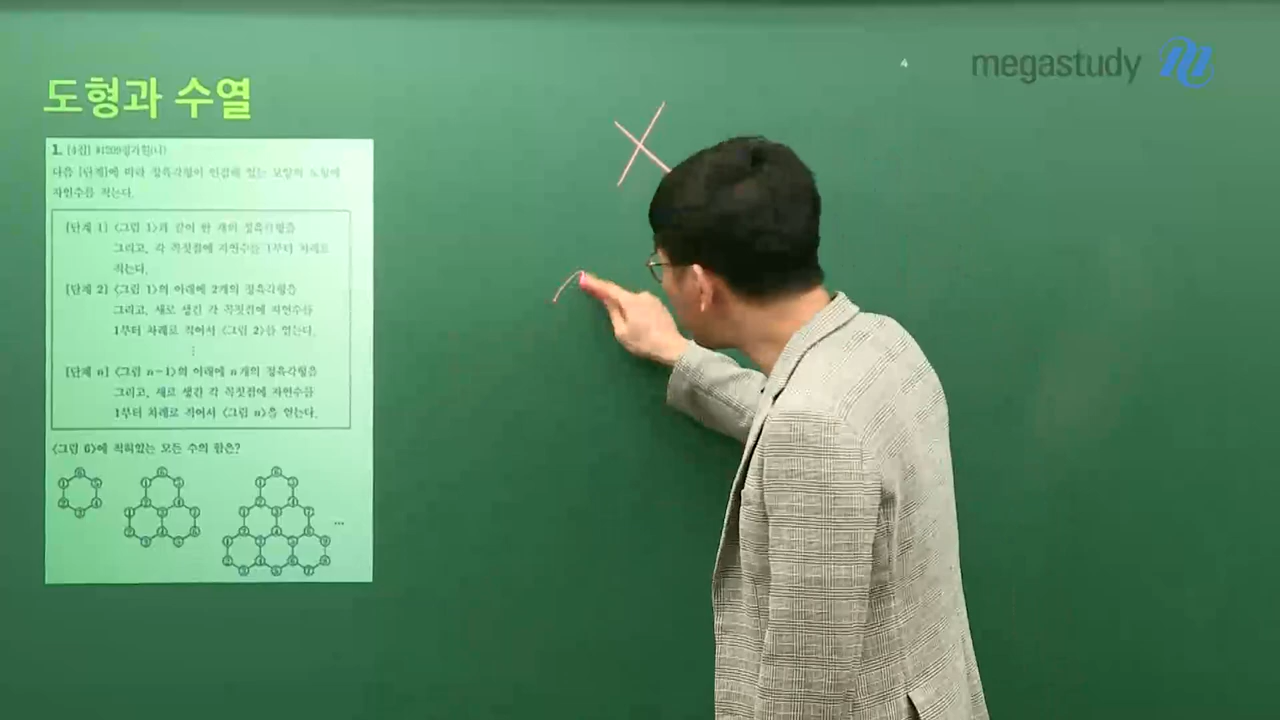 megastudy
도형과 수열
1. [4점]
다음 [단계]에 따라 정육각형이 인접해 있는 모양의 도형에
자연수를 적는다.
[단계 1] <그림 1>과 같이 한 개의 정육각형을
그리고, 각 꼭짓점에 자연수를 1부터 차례로
적는다.
[단계 2] <그림 1>의 아래에 2개의 정육각형을
그리고, 새로 생긴 각 꼭짓점에 자연수를
1부터 차례로 적어서 <그림 2>를 얻는다.
⋮
[단계 n] <그림 n-1>의 아래에 n개의 정육각형을
그리고, 새로 생긴 각 꼭짓점에 자연수를
1부터 차례로 적어서 <그림 n>을 얻는다.
<그림 6>에 적혀있는 모든 수의 합은?
...